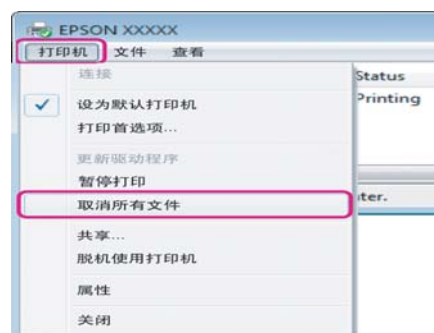 EPSON XXXXX
打印机 文件 查看
连接
Status
设为默认打印机
Printing
打印首选项...
更新驱动程序
暂停打印
取消所有文件
ter.
共享...
脱机使用打印机
属性
关闭